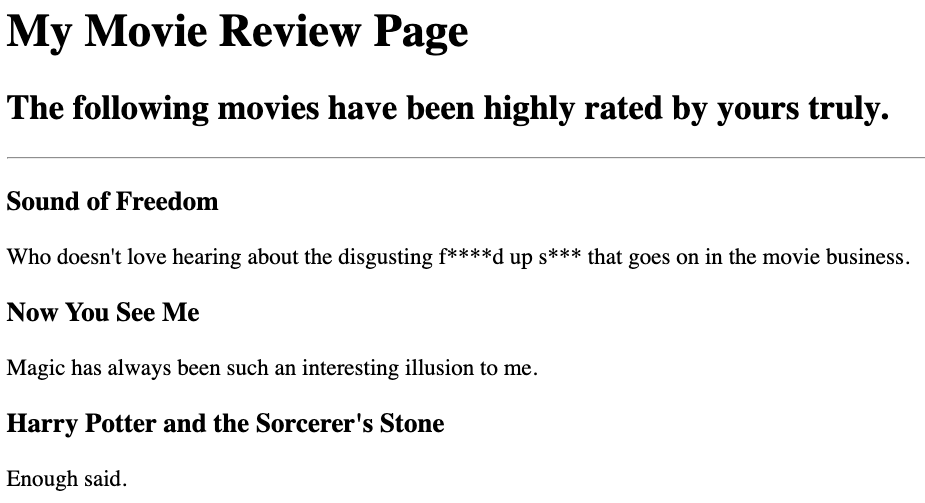 My Movie Review Page
The following movies have been highly rated by yours truly.
Sound of Freedom
Who doesn't love hearing about the disgusting f****d up s*** that goes on in the movie business.
Now You See Me
Magic has always been such an interesting illusion to me.
Harry Potter and the Sorcerer's Stone
Enough said.